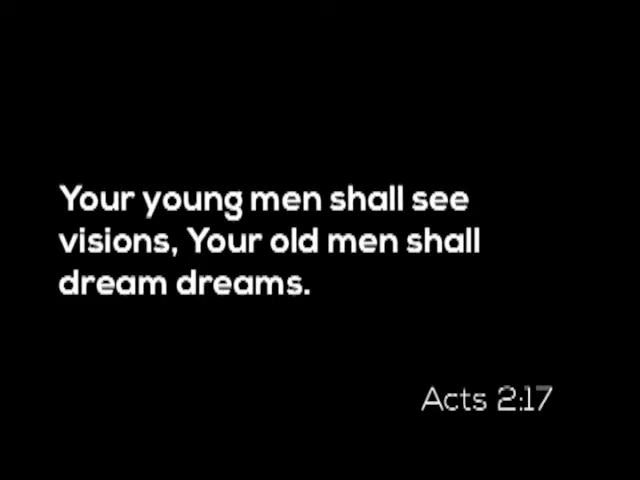 Your young men shall see
visions, Your old men shall
dream dreams.
Acts 2:17